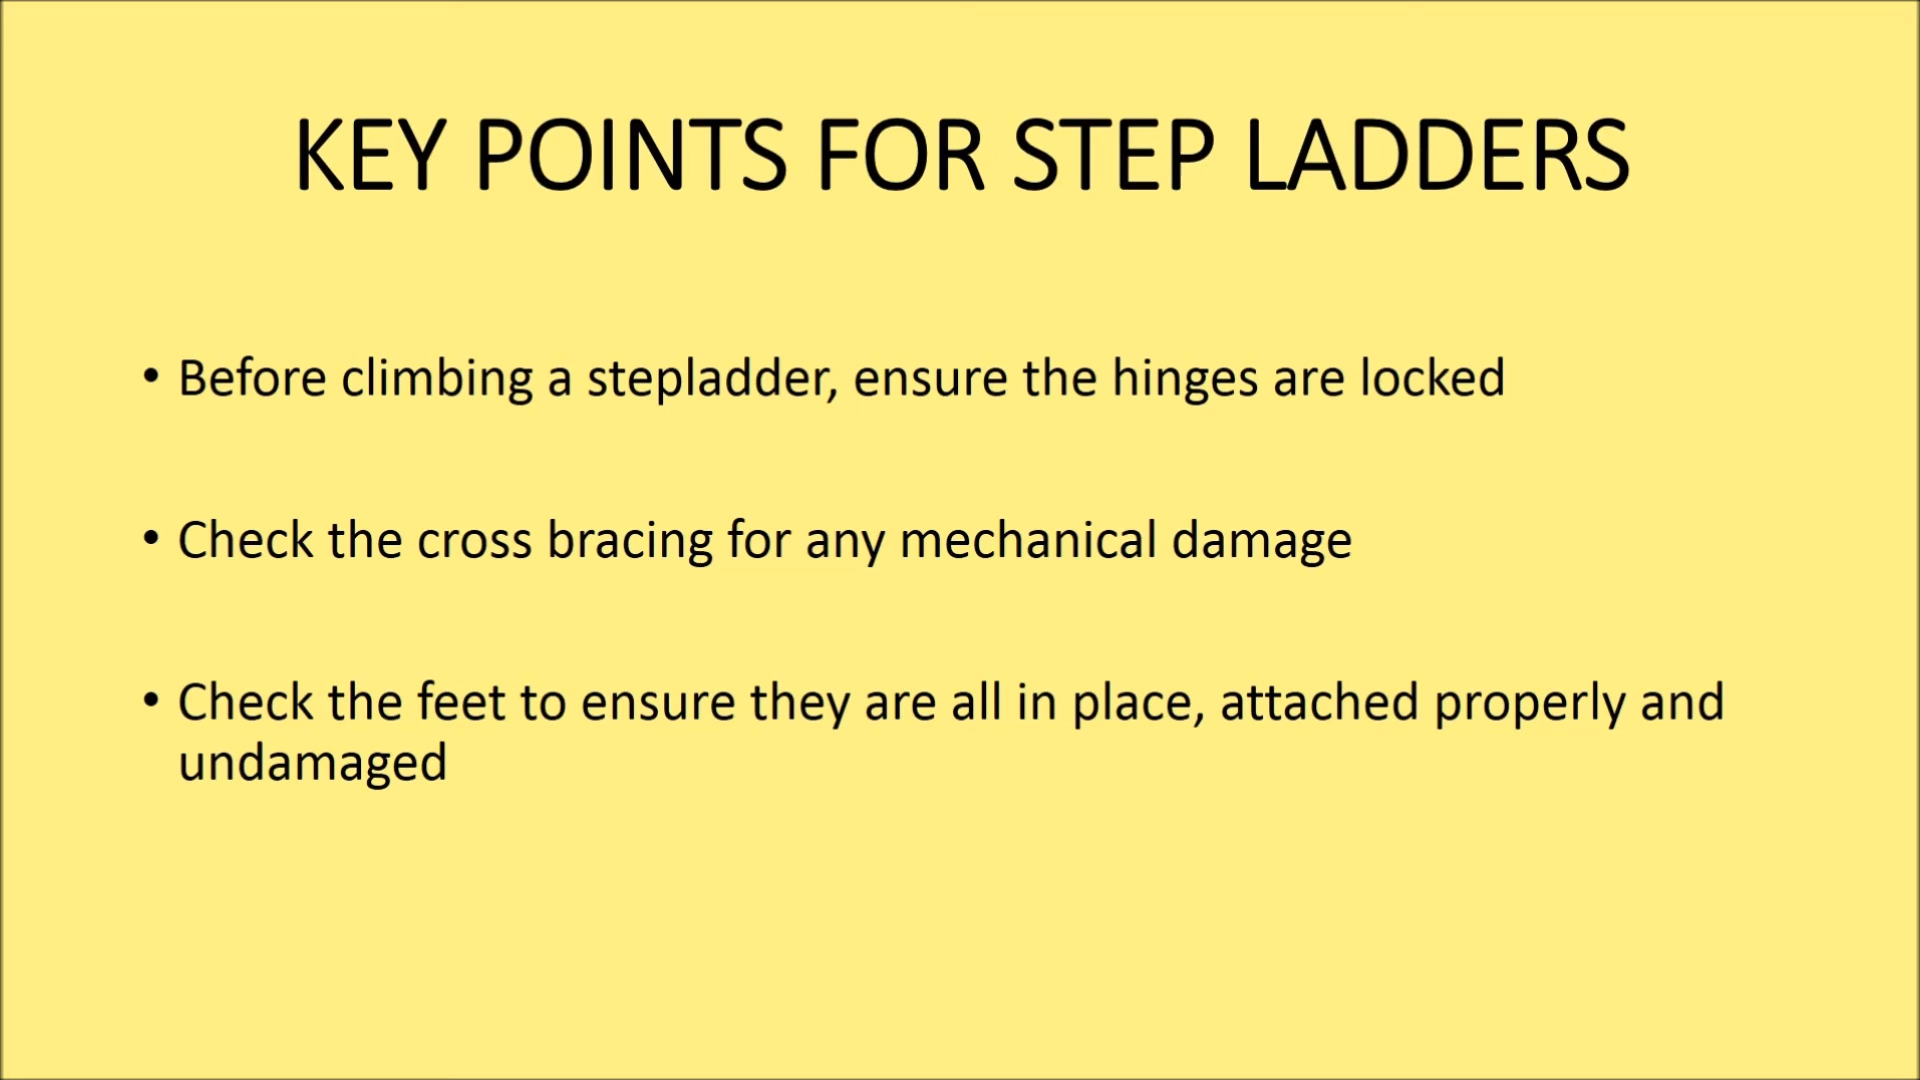 KEY POINTS FOR STEP LADDERS
• Before climbing a stepladder, ensure the hinges are locked
• Check the cross bracing for any mechanical damage
• Check the feet to ensure they are all in place, attached properly and
undamaged